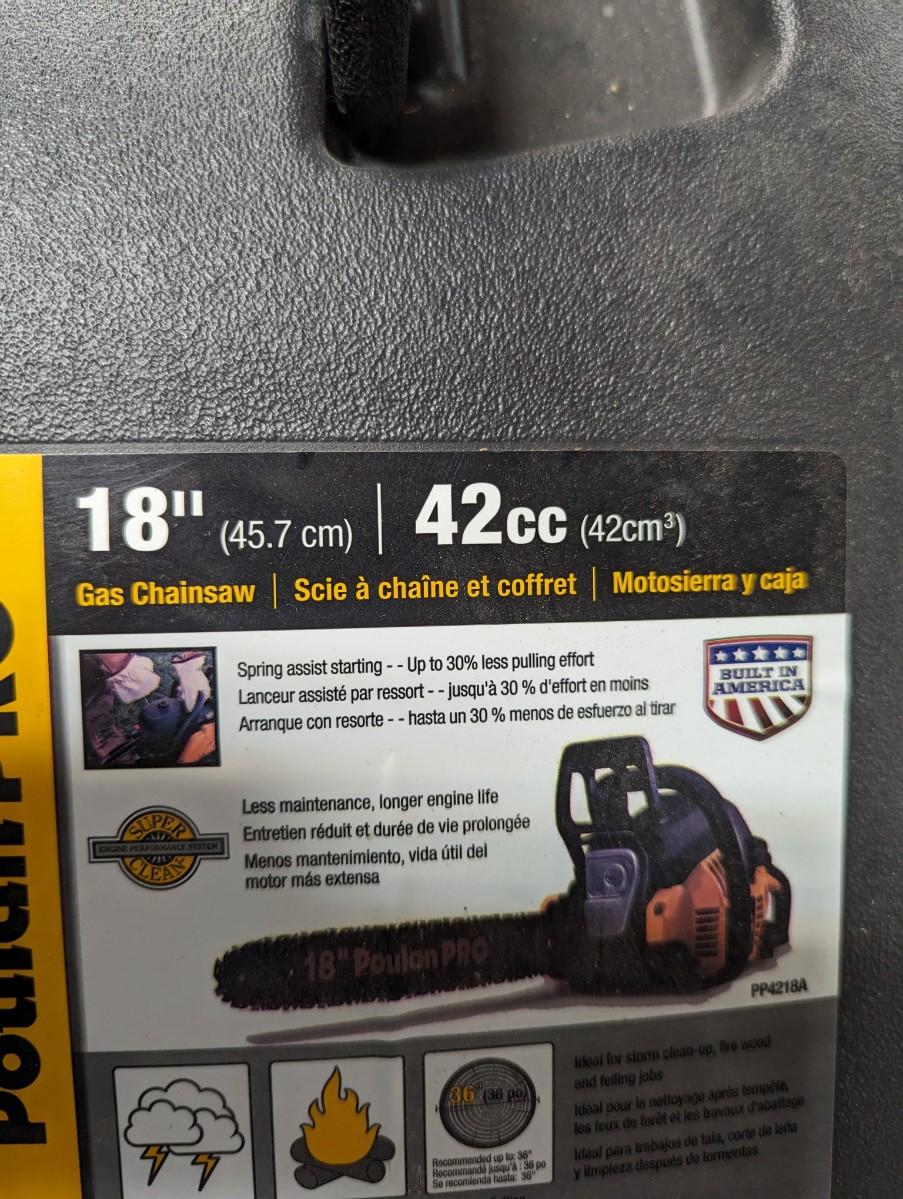 Poulan PRO
18" (45.7 cm) | 42cc (42cm³)
Gas Chainsaw | Scie à chaîne et coffret | Motosierra y caja
Spring assist starting - - Up to 30% less pulling effort
Lanceur assisté par ressort - - jusqu'à 30 % d'effort en moins
Arranque con resorte - - hasta un 30 % menos de esfuerzo al tirar
BUILT IN
AMERICA
SUPER
ENGINE PERFORMANCE SYSTEM
CLEAN
Less maintenance, longer engine life
Entretien réduit et durée de vie prolongée
Menos mantenimiento, vida útil del
motor más extensa
18" Poulan PRO
PP4218A
36" (36 po)
Recommended up to: 36"
Recommandé jusqu'à : 36 po
Se recomienda hasta: 36"
Ideal for storm clean-up, fire wood
and felling jobs
Idéal pour le nettoyage après tempête,
les feux de forêt et les travaux d'abattage
Ideal para trabajos de tala, corte de leña
y limpieza después de tormentas